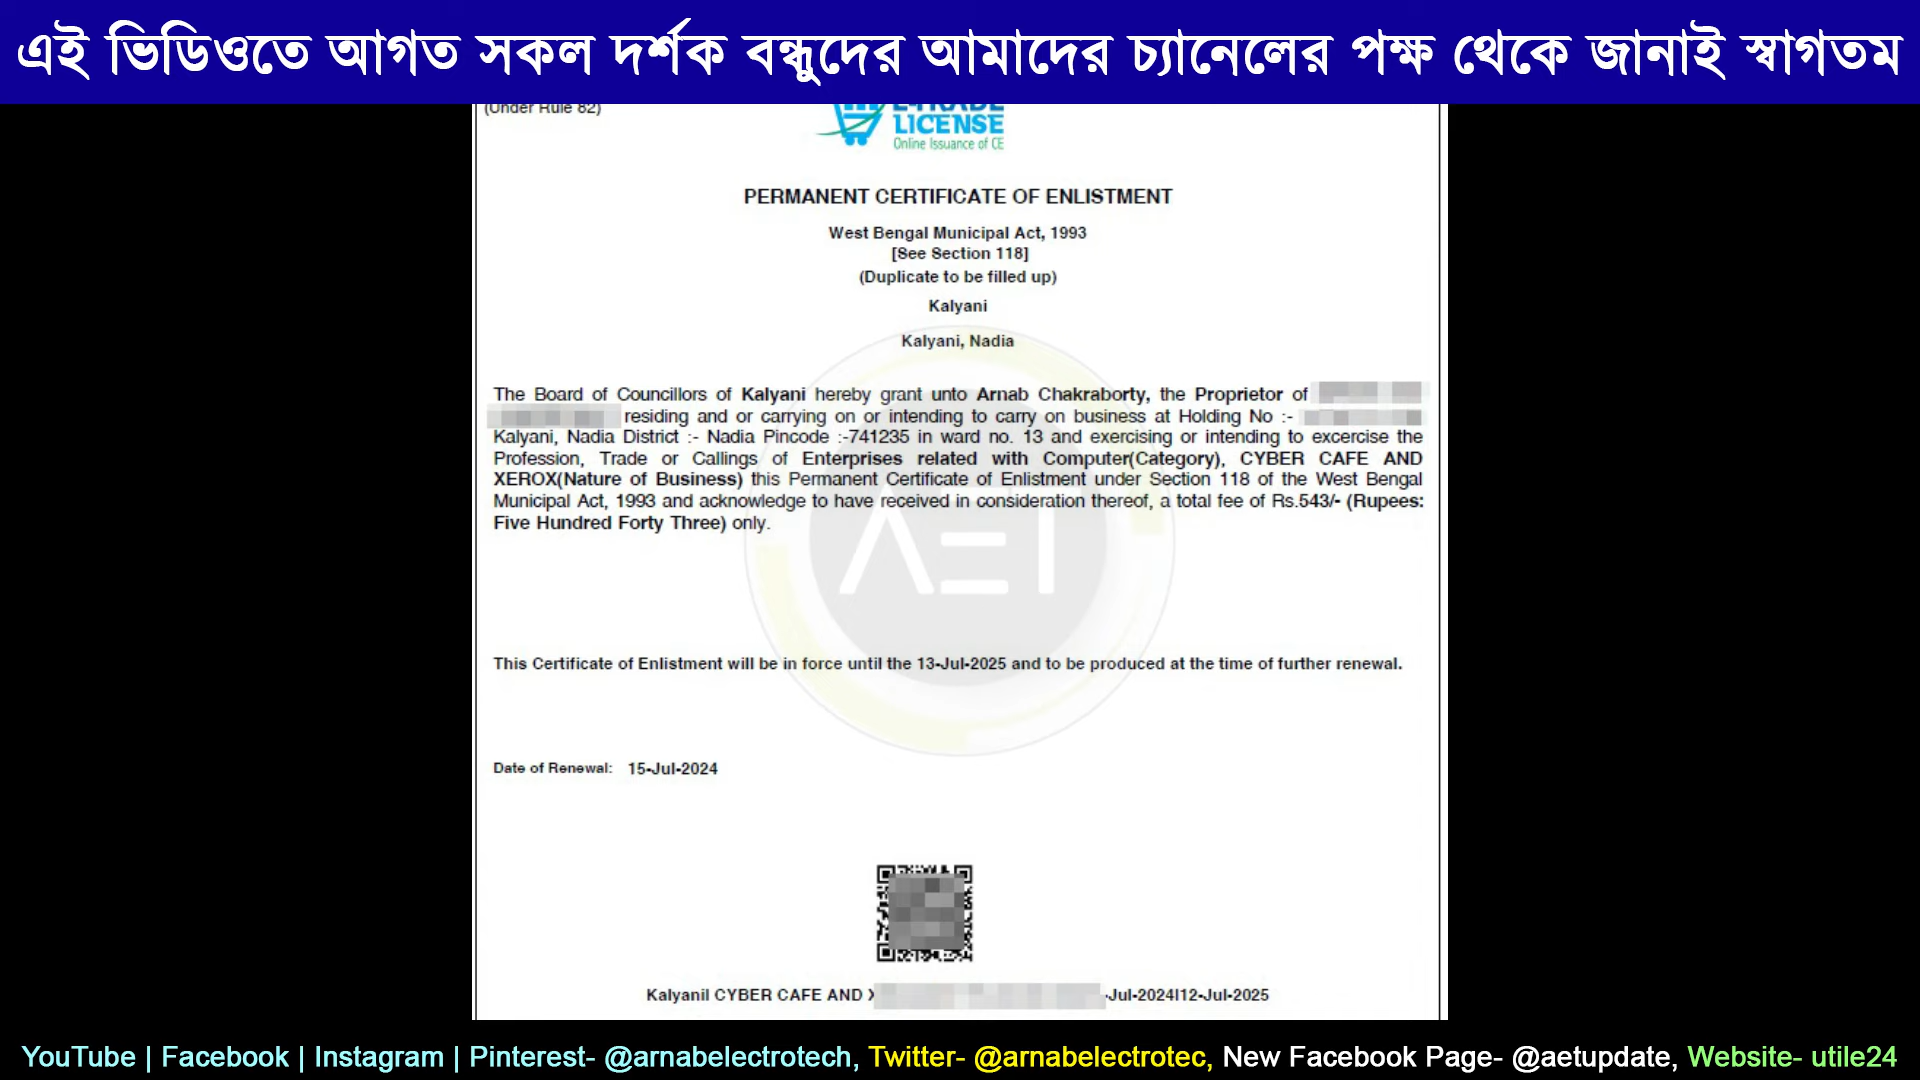 এই ভিডিওতে আগত সকল দর্শক বন্ধুদের আমাদের চ্যানেলের পক্ষ থেকে জানাই স্বাগতম
(Under Rule 82)
E-TRADE
LICENSE
Online Issuance of CE
PERMANENT CERTIFICATE OF ENLISTMENT
West Bengal Municipal Act, 1993
[See Section 118]
(Duplicate to be filled up)
Kalyani
Kalyani, Nadia
The Board of Councillors of Kalyani hereby grant unto Arnab Chakraborty, the Proprietor of
residing and or carrying on or intending to carry on business at Holding No :-
Kalyani, Nadia District :- Nadia Pincode :-741235 in ward no. 13 and exercising or intending to excercise the
Profession, Trade or Callings of Enterprises related with Computer(Category), CYBER CAFE AND
XEROX(Nature of Business) this Permanent Certificate of Enlistment under Section 118 of the West Bengal
Municipal Act, 1993 and acknowledge to have received in consideration thereof, a total fee of Rs.543/- (Rupees:
Five Hundred Forty Three) only.
AET
This Certificate of Enlistment will be in force until the 13-Jul-2025 and to be produced at the time of further renewal.
Date of Renewal: 15-Jul-2024
Kalyani| CYBER CAFE AND X -Jul-2024|12-Jul-2025
YouTube | Facebook | Instagram | Pinterest- @arnabelectrotech, Twitter- @arnabelectrotec, New Facebook Page- @aetupdate, Website- utile24